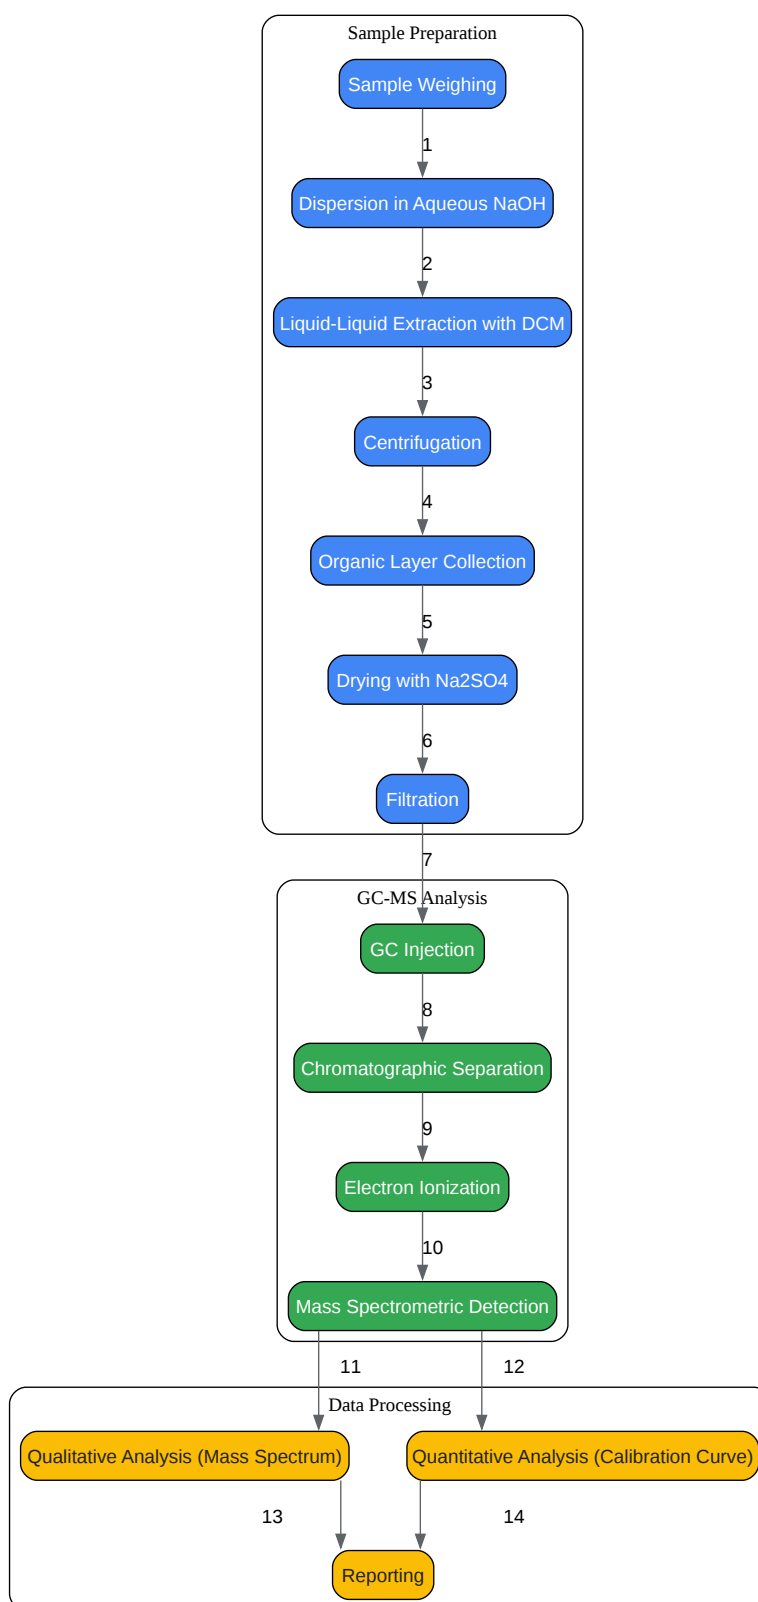 Sample Preparation
Sample Weighing
1
Dispersion in Aqueous NaOH
2
Liquid-Liquid Extraction with DCM
3
Centrifugation
4
Organic Layer Collection
5
Drying with Na2SO4
6
Filtration
7
GC-MS Analysis
GC Injection
8
Chromatographic Separation
9
Electron Ionization
10
Mass Spectrometric Detection
11
12
Data Processing
Qualitative Analysis (Mass Spectrum)
Quantitative Analysis (Calibration Curve)
13
14
Reporting